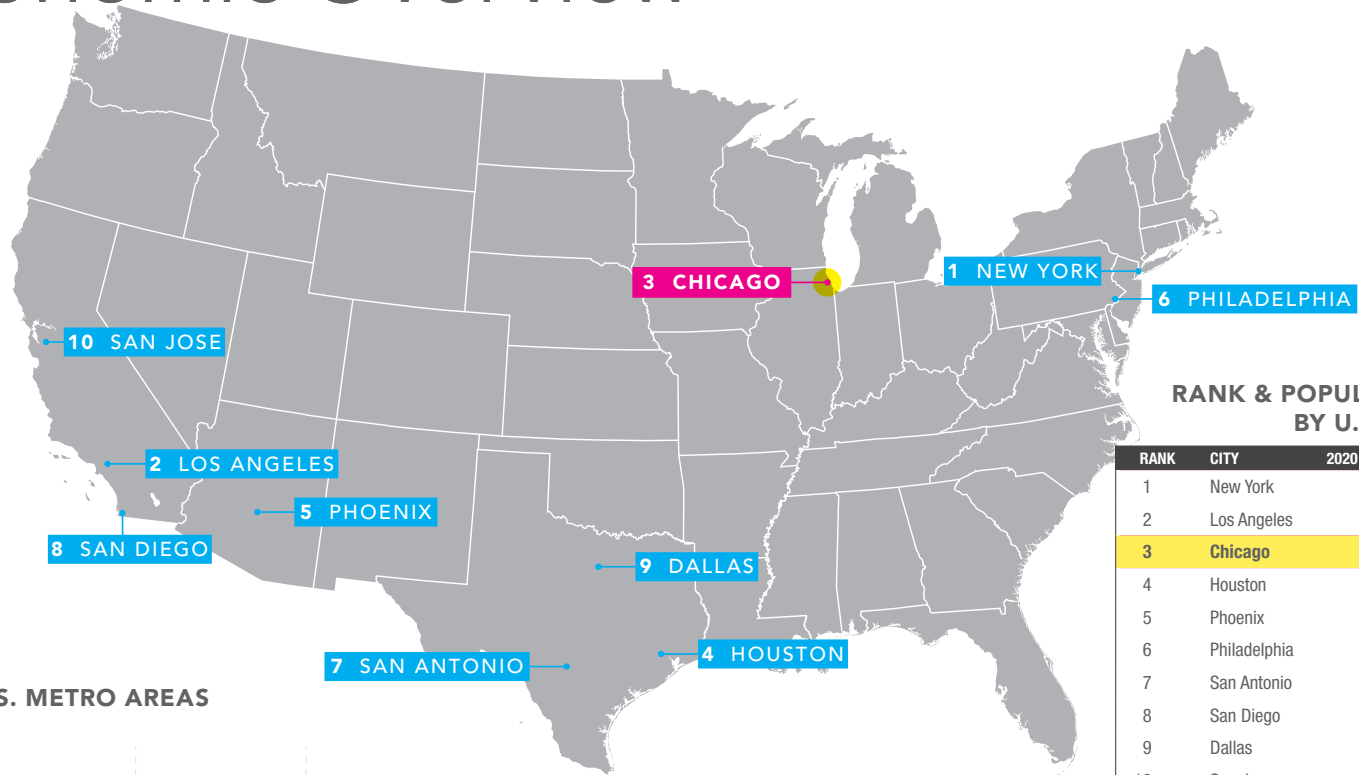 1 NEW YORK
3 CHICAGO
6 PHILADELPHIA
10 SAN JOSE
2 LOS ANGELES
5 PHOENIX
8 SAN DIEGO
9 DALLAS
4 HOUSTON
7 SAN ANTONIO
S. METRO AREAS
RANK & POPUL
BY U.
RANK CITY 2020
1 New York
2 Los Angeles
3 Chicago
4 Houston
5 Phoenix
6 Philadelphia
7 San Antonio
8 San Diego
9 Dallas